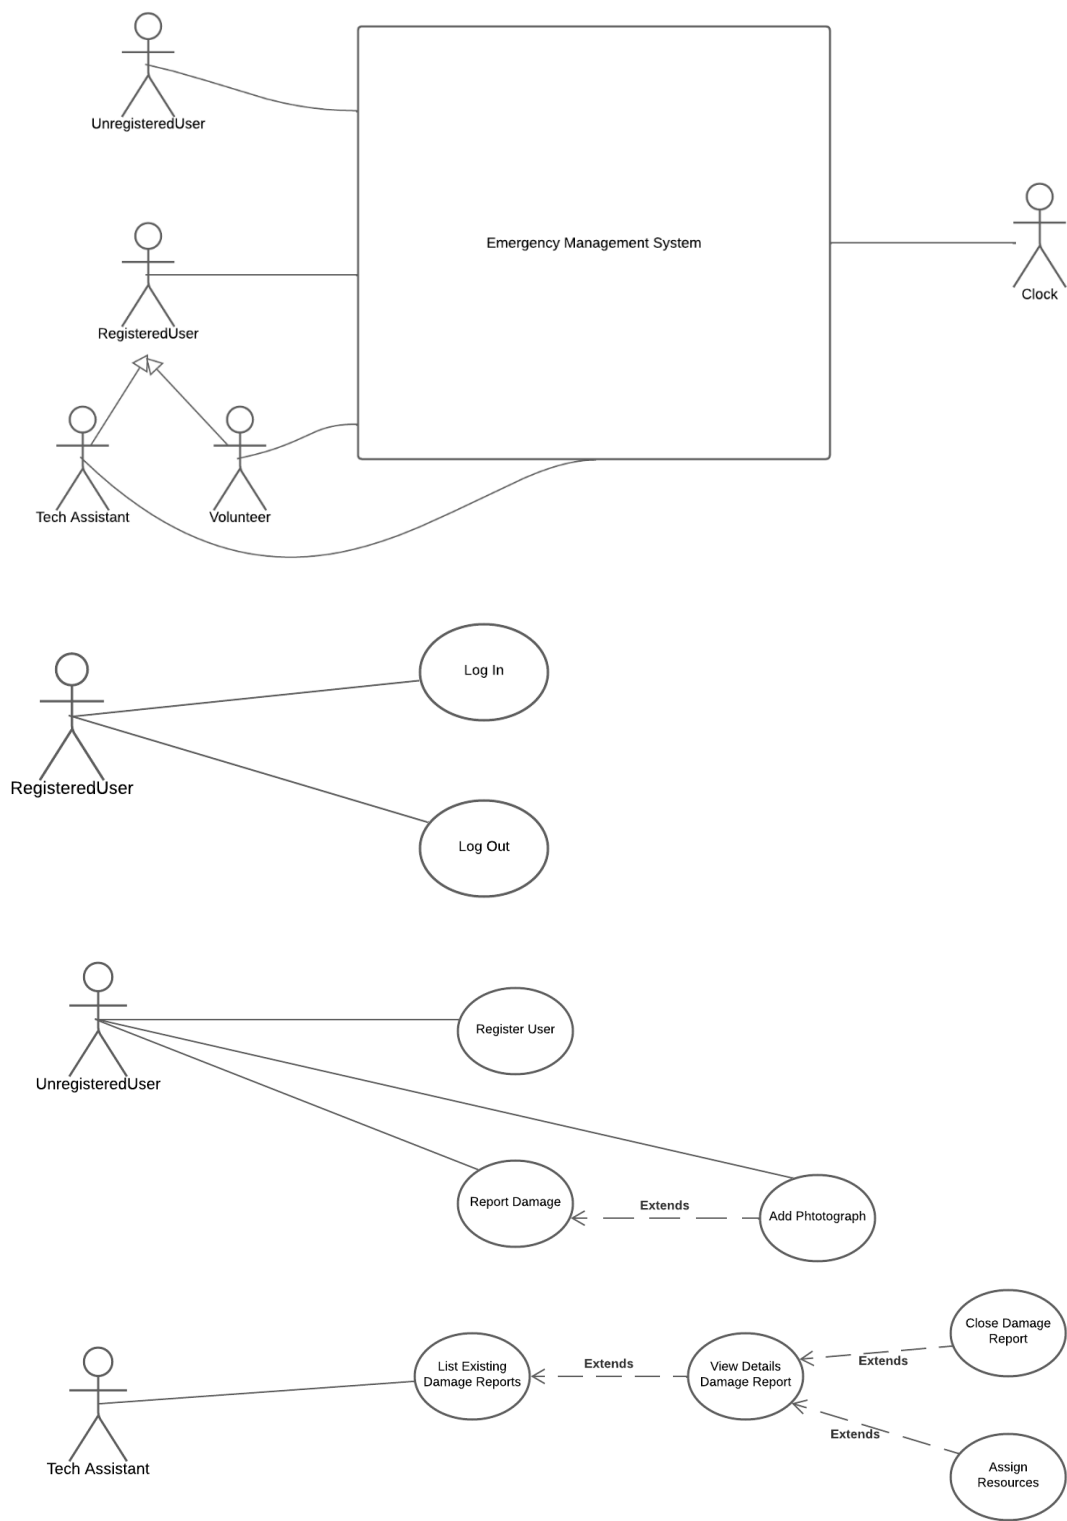 UnregisteredUser
Emergency Management System
Clock
RegisteredUser
Tech Assistant
Volunteer
Log In
RegisteredUser
Log Out
Register User
UnregisteredUser
Report Damage
Extends
Add Phtotograph
Close Damage
Report
List Existing
Damage Reports
Extends
View Details
Damage Report
Extends
Extends
Tech Assistant
Assign
Resources